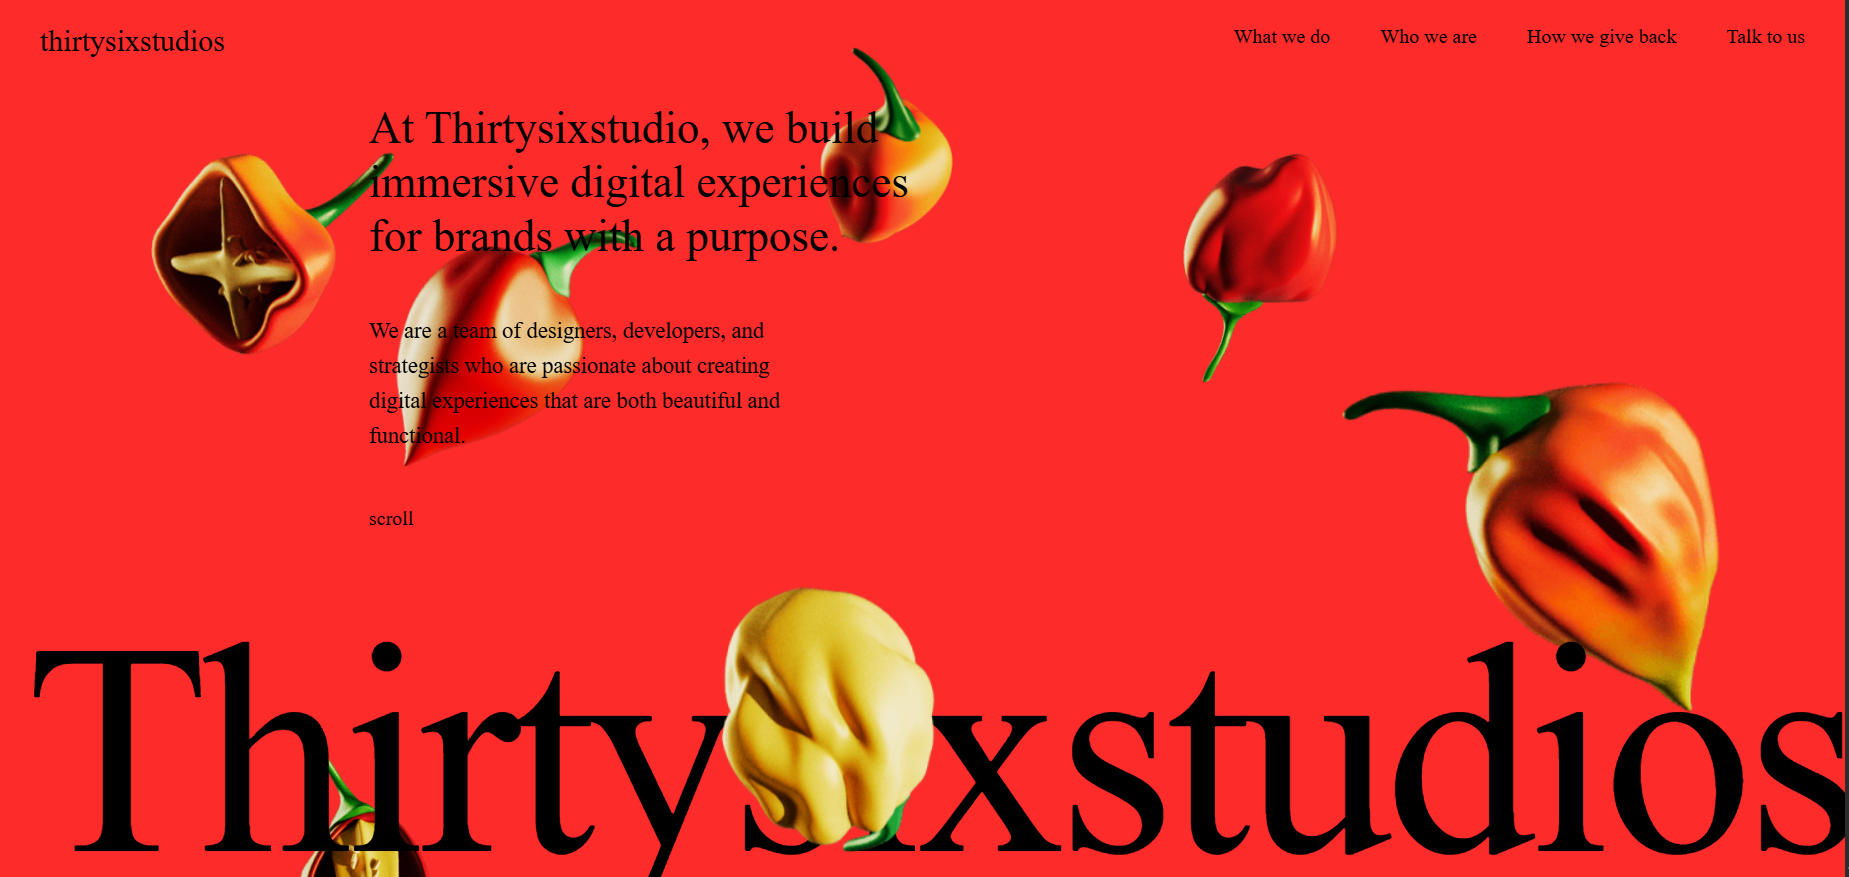 thirtysixstudios
What we do
Who we are
How we give back
Talk to us
At Thirtysixstudio, we build
immersive digital experiences
for brands with a purpose.
We are a team of designers, developers, and
strategists who are passionate about creating
digital experiences that are both beautiful and
functional.
scroll
Thirtysixstudios